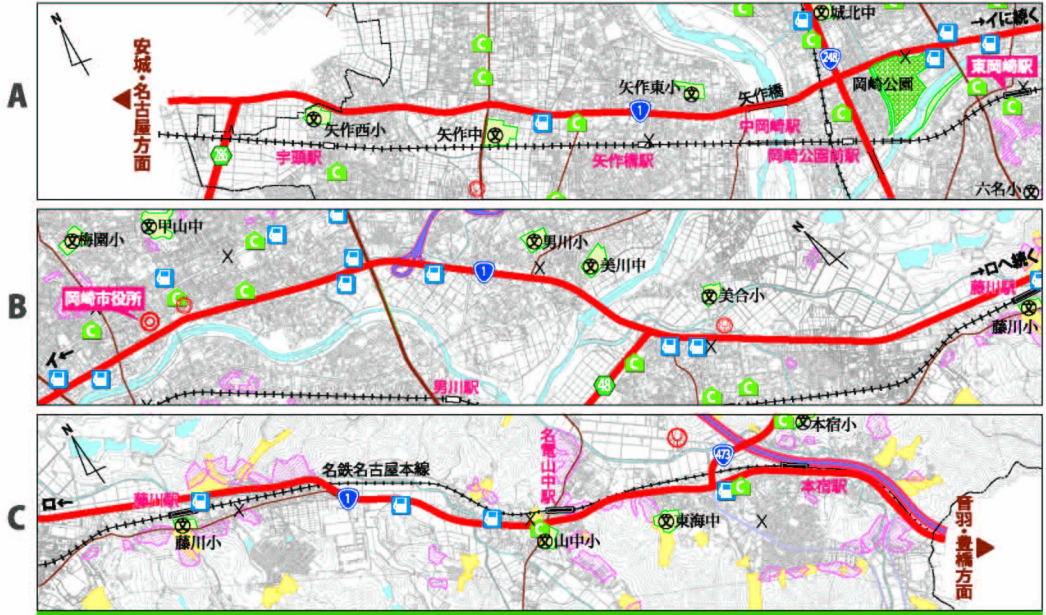 A
N
安城・名古屋方面
286
宇頭駅
矢作西小
矢作中
矢作橋駅
矢作東小
1
矢作橋
中岡崎駅
岡崎公園前駅
城北中
248
岡崎公園
→イに続く
東岡崎駅
六名小
B
梅園小
甲山中
岡崎市役所
イ←
男川駅
1
男川小
美川中
48
美合小
N
→ロへ続く
藤川駅
藤川小
C
N
ロ←
藤川駅
藤川小
名鉄名古屋本線
1
名電山中駅
山中小
東海中
473
本宿小
本宿駅
音羽・豊橋方面